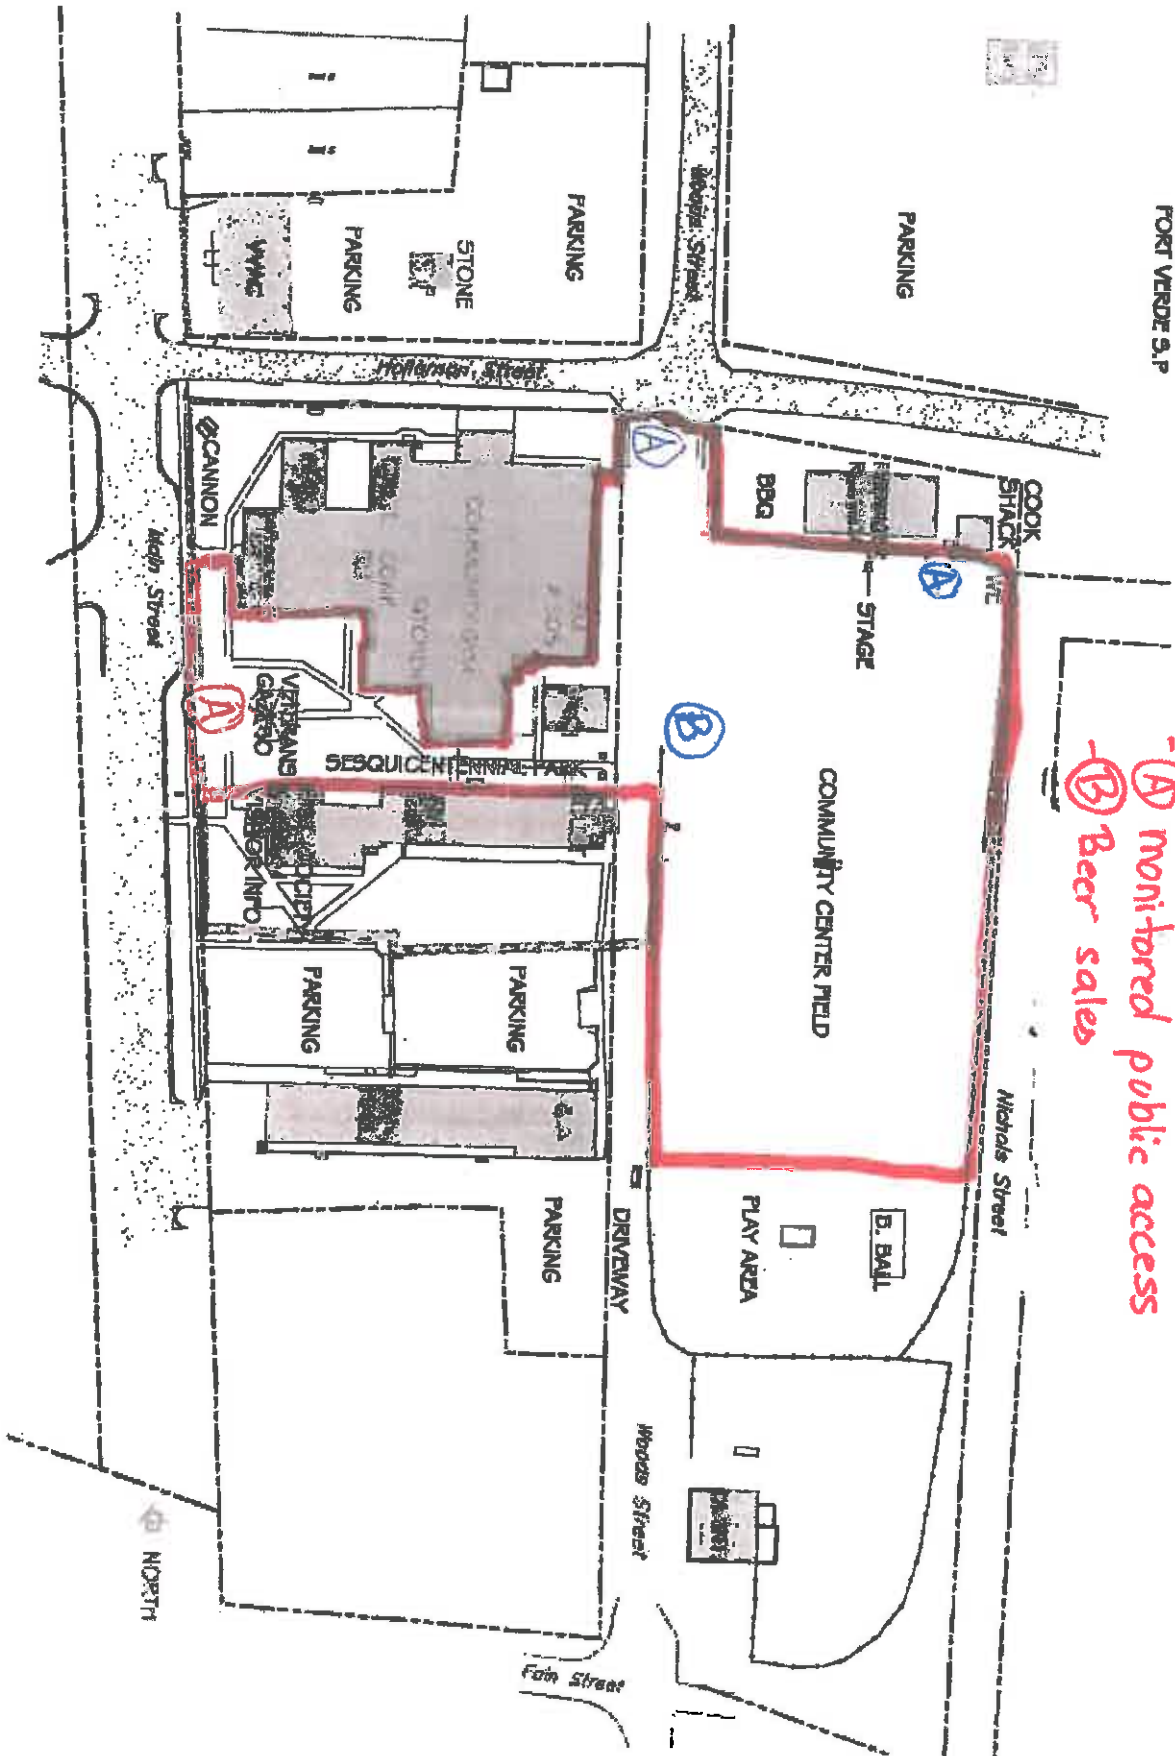 FORT VERDE S.P
- (A) monitored public access
- (B) Beer sales
PARKING
Woods Street
PARKING
STONE
PARKING
Holloman Street
COOK
SHACK
BBQ
(A)
(A)
STAGE
CANNON
Main Street
(B)
COMMUNITY CENTER FIELD
Nichols Street
(A)
VETERANS
GAZEBO
SESQUICENTENNIAL PARK
SOCIETY
VISITOR INFO
PARKING
PARKING
B. BALL
PLAY AREA
DRIVEWAY
PARKING
Woods Street
NORTH
Fain Street